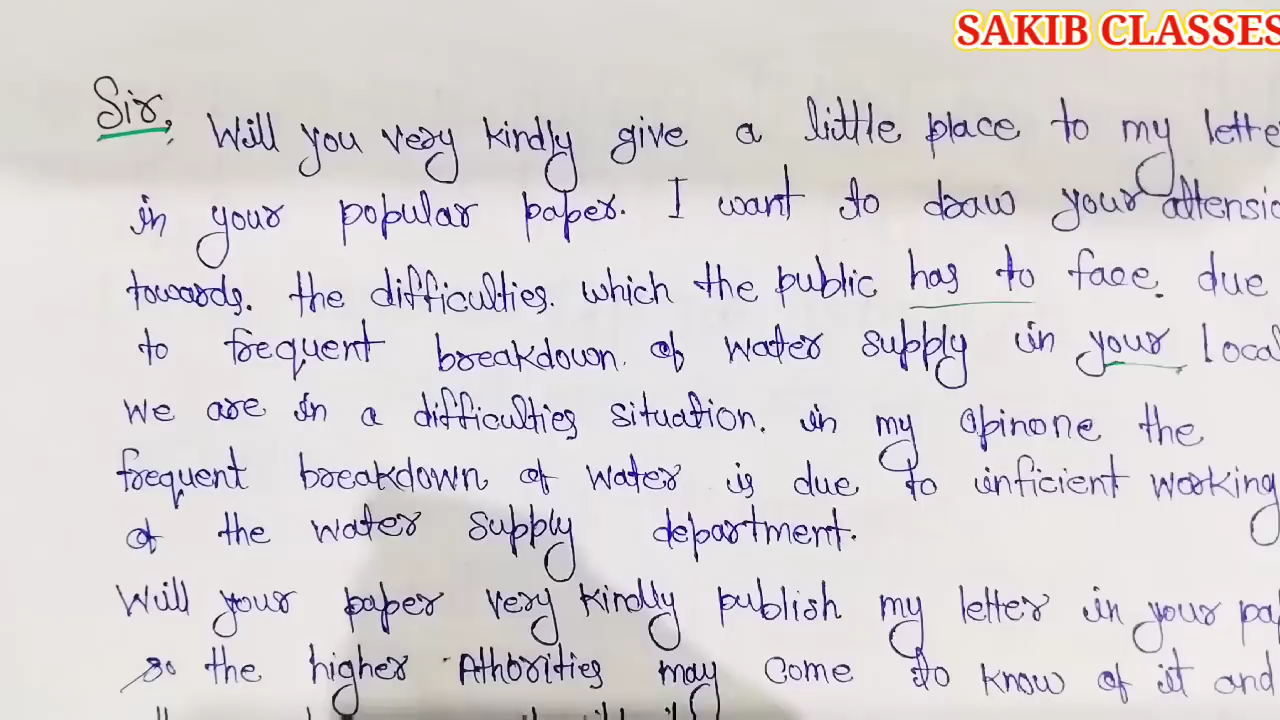 SAKIB CLASSES
Sir,
Will you very kindly give a little place to my lette
in your popular paper. I want to draw your attensio
towards. the difficulties. which the public has to face. due
to frequent breakdown. of water supply in your local
We are in a difficulties situation. in my opinone the
frequent breakdown of water is due to inficient working
of the water supply department.
Will your paper very kindly publish my letter in your pa
so the higher Athorities may come to know of it and